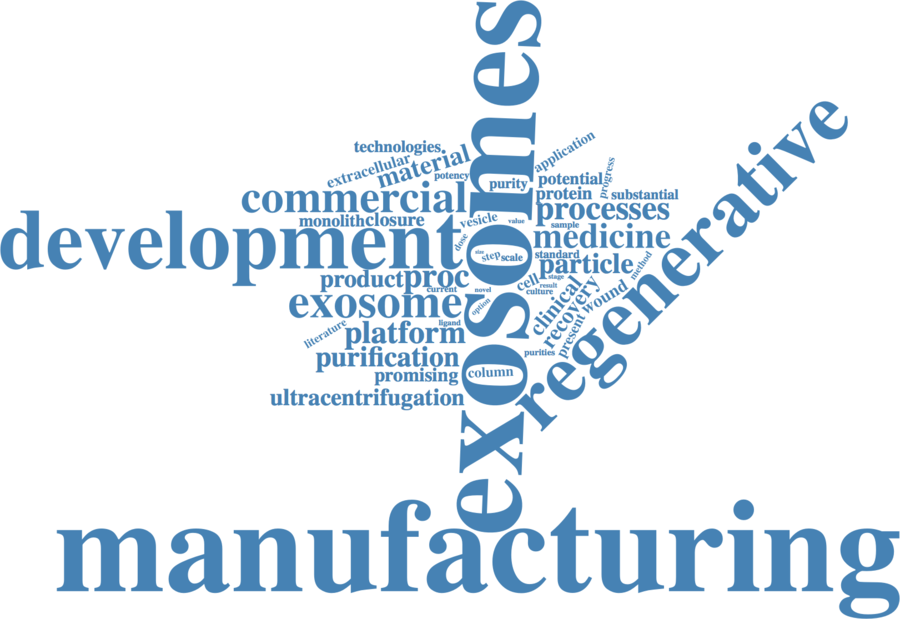 exosomes
regenerative
technologies
application
extracellular
material
potency
purity
potential
progress
commercial
protein
substantial
monolith
closure
vesicle
value
processes
sample
development
dose
size
step
scale
medicine
standard
particle
method
product
proc
current
novel
cell
stage
result
culture
exosome
option
clinical
recovery
wound
present
literature
platform
ligand
purification
purities
promising
column
ultracentrifugation
manufacturing